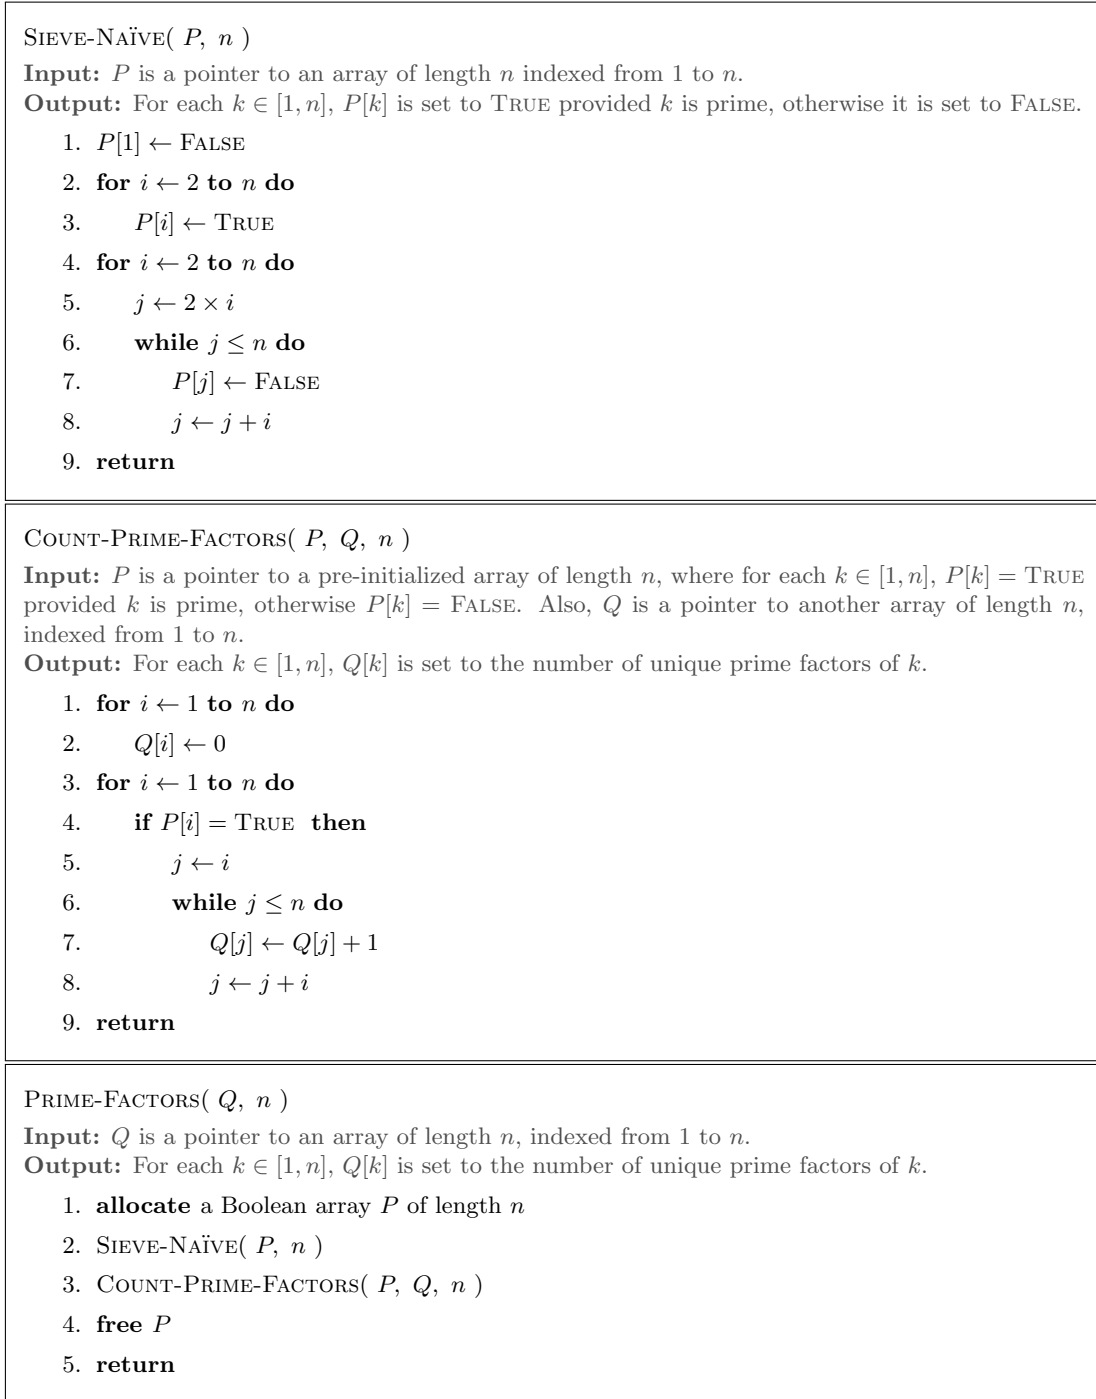 SIEVE-NAÏVE( P, n )
Input: P is a pointer to an array of length n indexed from 1 to n.
Output: For each k ∈ [1, n], P[k] is set to TRUE provided k is prime, otherwise it is set to FALSE.
1. P[1] ← FALSE
2. for i ← 2 to n do
3. P[i] ← TRUE
4. for i ← 2 to n do
5. j ← 2 × i
6. while j ≤ n do
7. P[j] ← FALSE
8. j ← j + i
9. return
COUNT-PRIME-FACTORS( P, Q, n )
Input: P is a pointer to a pre-initialized array of length n, where for each k ∈ [1, n], P[k] = TRUE
provided k is prime, otherwise P[k] = FALSE. Also, Q is a pointer to another array of length n,
indexed from 1 to n.
Output: For each k ∈ [1, n], Q[k] is set to the number of unique prime factors of k.
1. for i ← 1 to n do
2. Q[i] ← 0
3. for i ← 1 to n do
4. if P[i] = TRUE then
5. j ← i
6. while j ≤ n do
7. Q[j] ← Q[j] + 1
8. j ← j + i
9. return
PRIME-FACTORS( Q, n )
Input: Q is a pointer to an array of length n, indexed from 1 to n.
Output: For each k ∈ [1, n], Q[k] is set to the number of unique prime factors of k.
1. allocate a Boolean array P of length n
2. SIEVE-NAÏVE( P, n )
3. COUNT-PRIME-FACTORS( P, Q, n )
4. free P
5. return